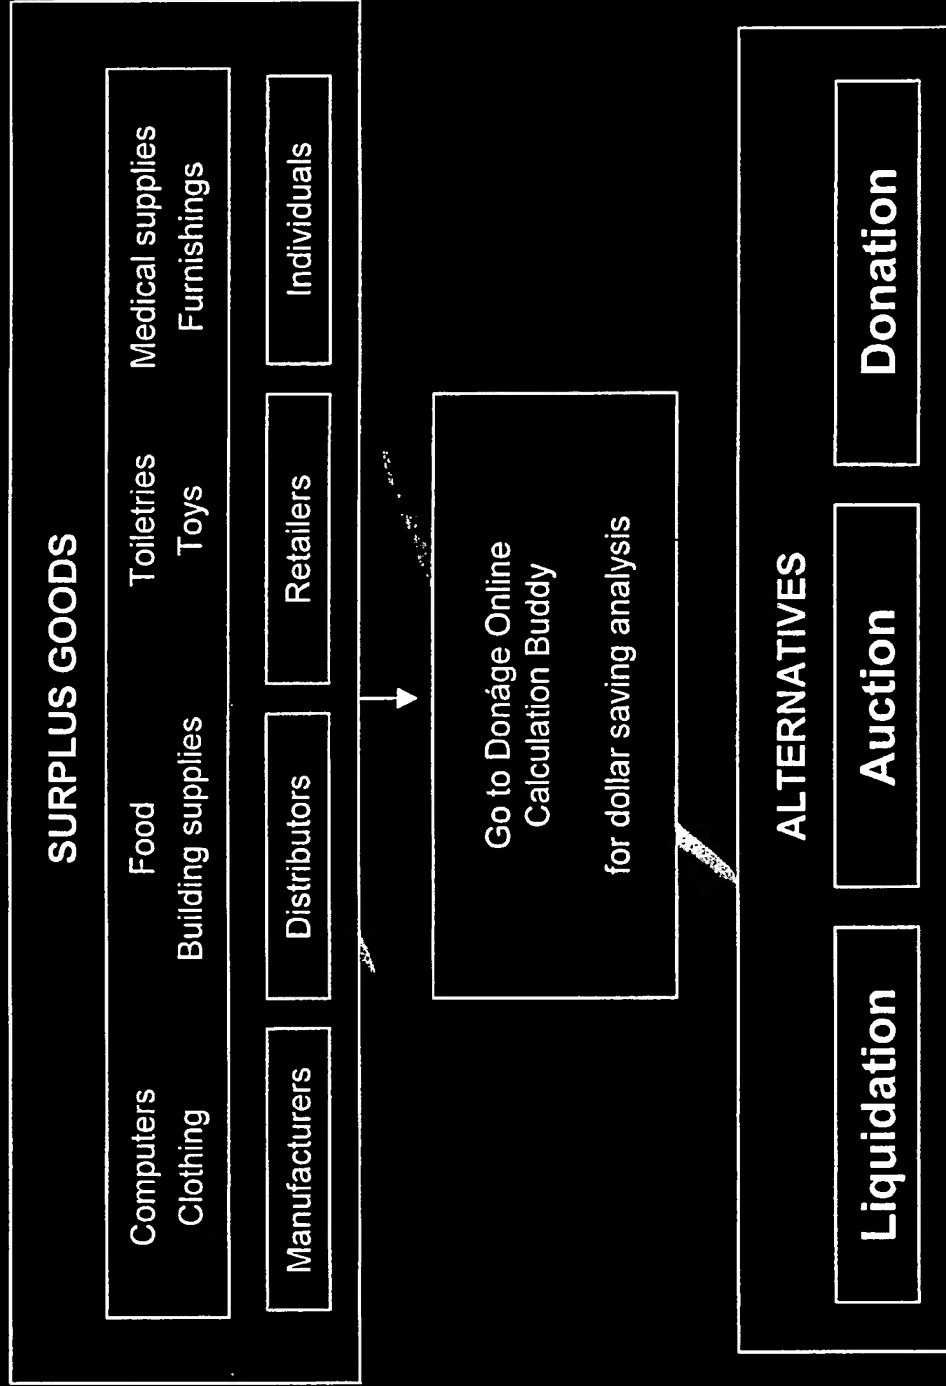 SURPLUS GOODS
Computers Food Toiletries Medical supplies
Clothing Building supplies Toys Furnishings
Manufacturers Distributors Retailers Individuals
Go to Donáge Online
Calculation Buddy
for dollar saving analysis
ALTERNATIVES
Liquidation Auction Donation